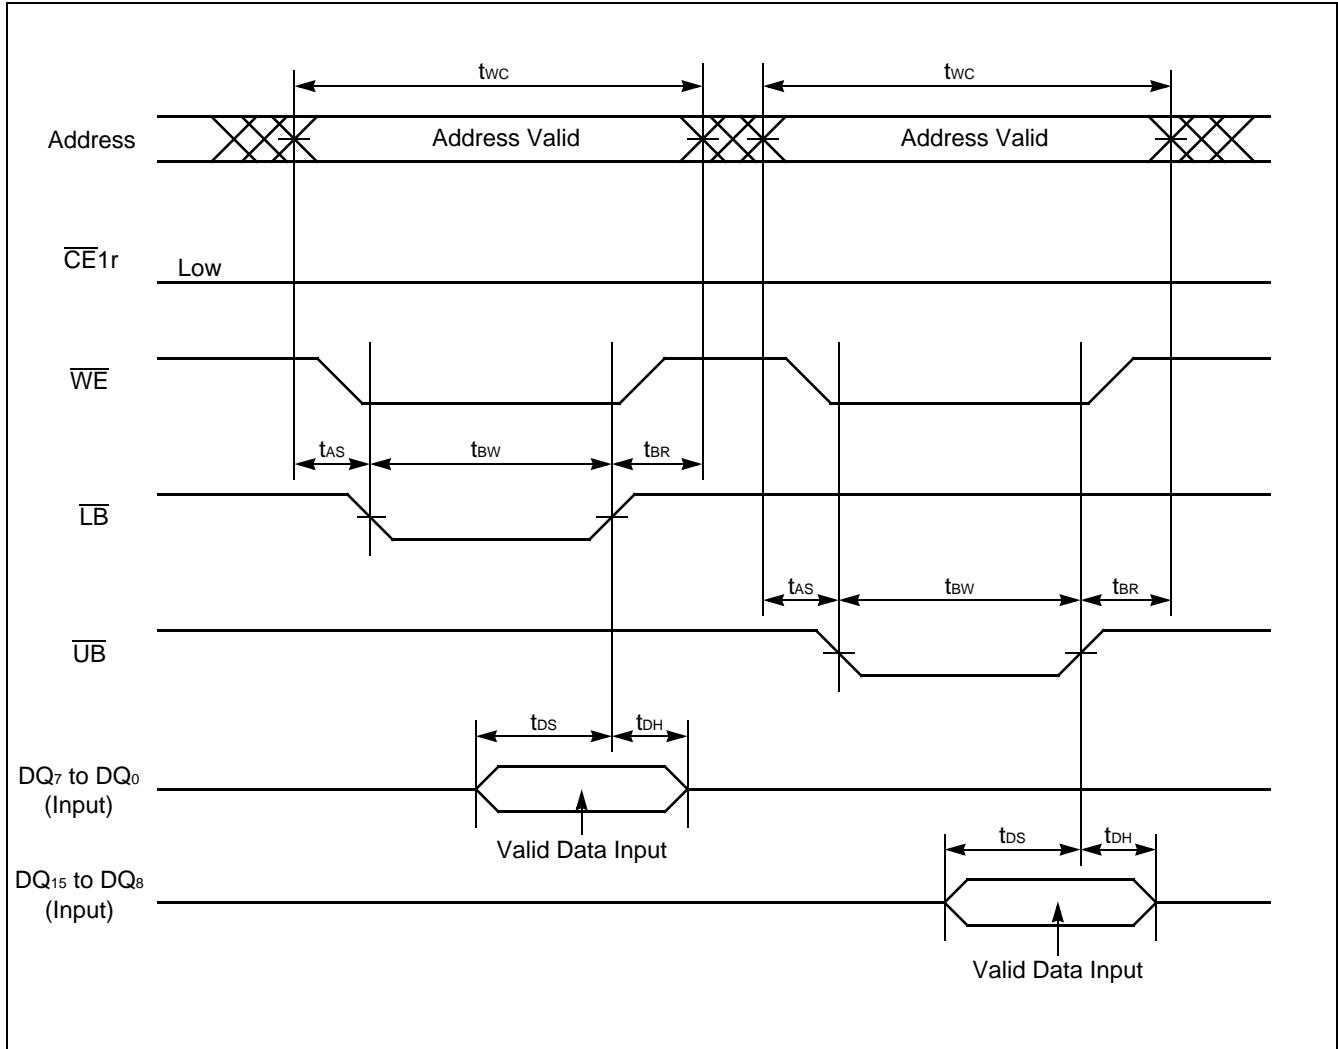 tWC tWC
Address Address Valid Address Valid
CE1r Low
WE
tAS tBW tBR
LB
tAS tBW tBR
UB
tDS tDH
DQ7 to DQ0
(Input)
Valid Data Input
tDS tDH
DQ15 to DQ8
(Input)
Valid Data Input